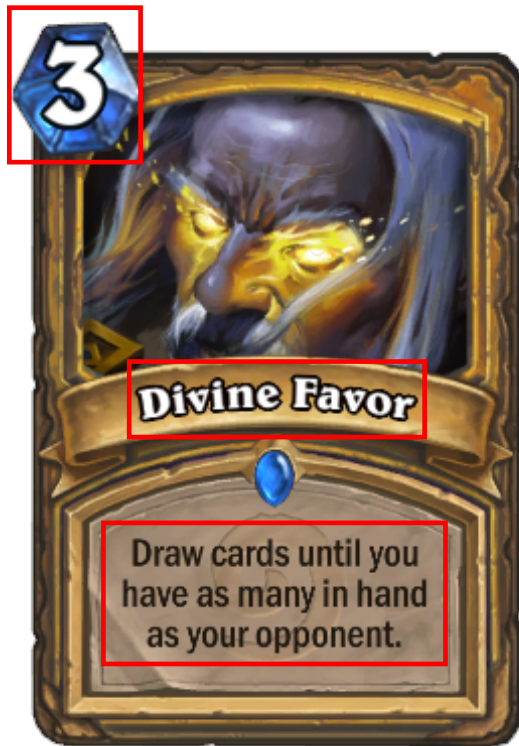 3
Divine Favor
Draw cards until you
have as many in hand
as your opponent.